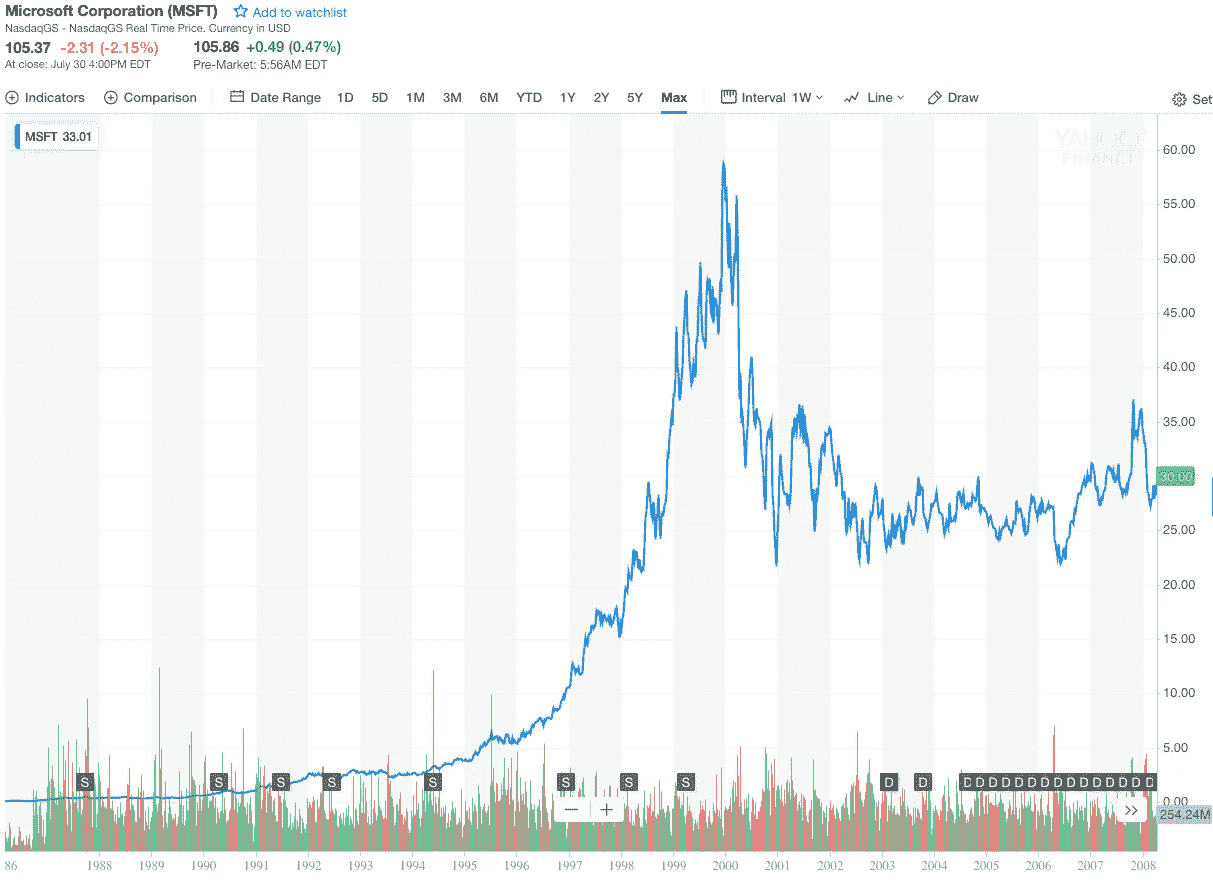 Microsoft Corporation (MSFT) Add to watchlist
NasdaqGS - NasdaqGS Real Time Price. Currency in USD
105.37 -2.31 (-2.15%) 105.86 +0.49 (0.47%)
At close: July 30 4:00PM EDT Pre-Market: 5:56AM EDT
Indicators Comparison Date Range 1D 5D 1M 3M 6M YTD 1Y 2Y 5Y Max Interval 1W Line Draw Set
MSFT 33.01
YAHOO
FINANCE
60.00
55.00
50.00
45.00
40.00
35.00
30.00
25.00
20.00
15.00
10.00
5.00
S S S S S S S S D D D D D D D D D D D D D D D D D
0.00
254.24M
86 1988 1989 1990 1991 1992 1993 1994 1995 1996 1997 1998 1999 2000 2001 2002 2003 2004 2005 2006 2007 2008